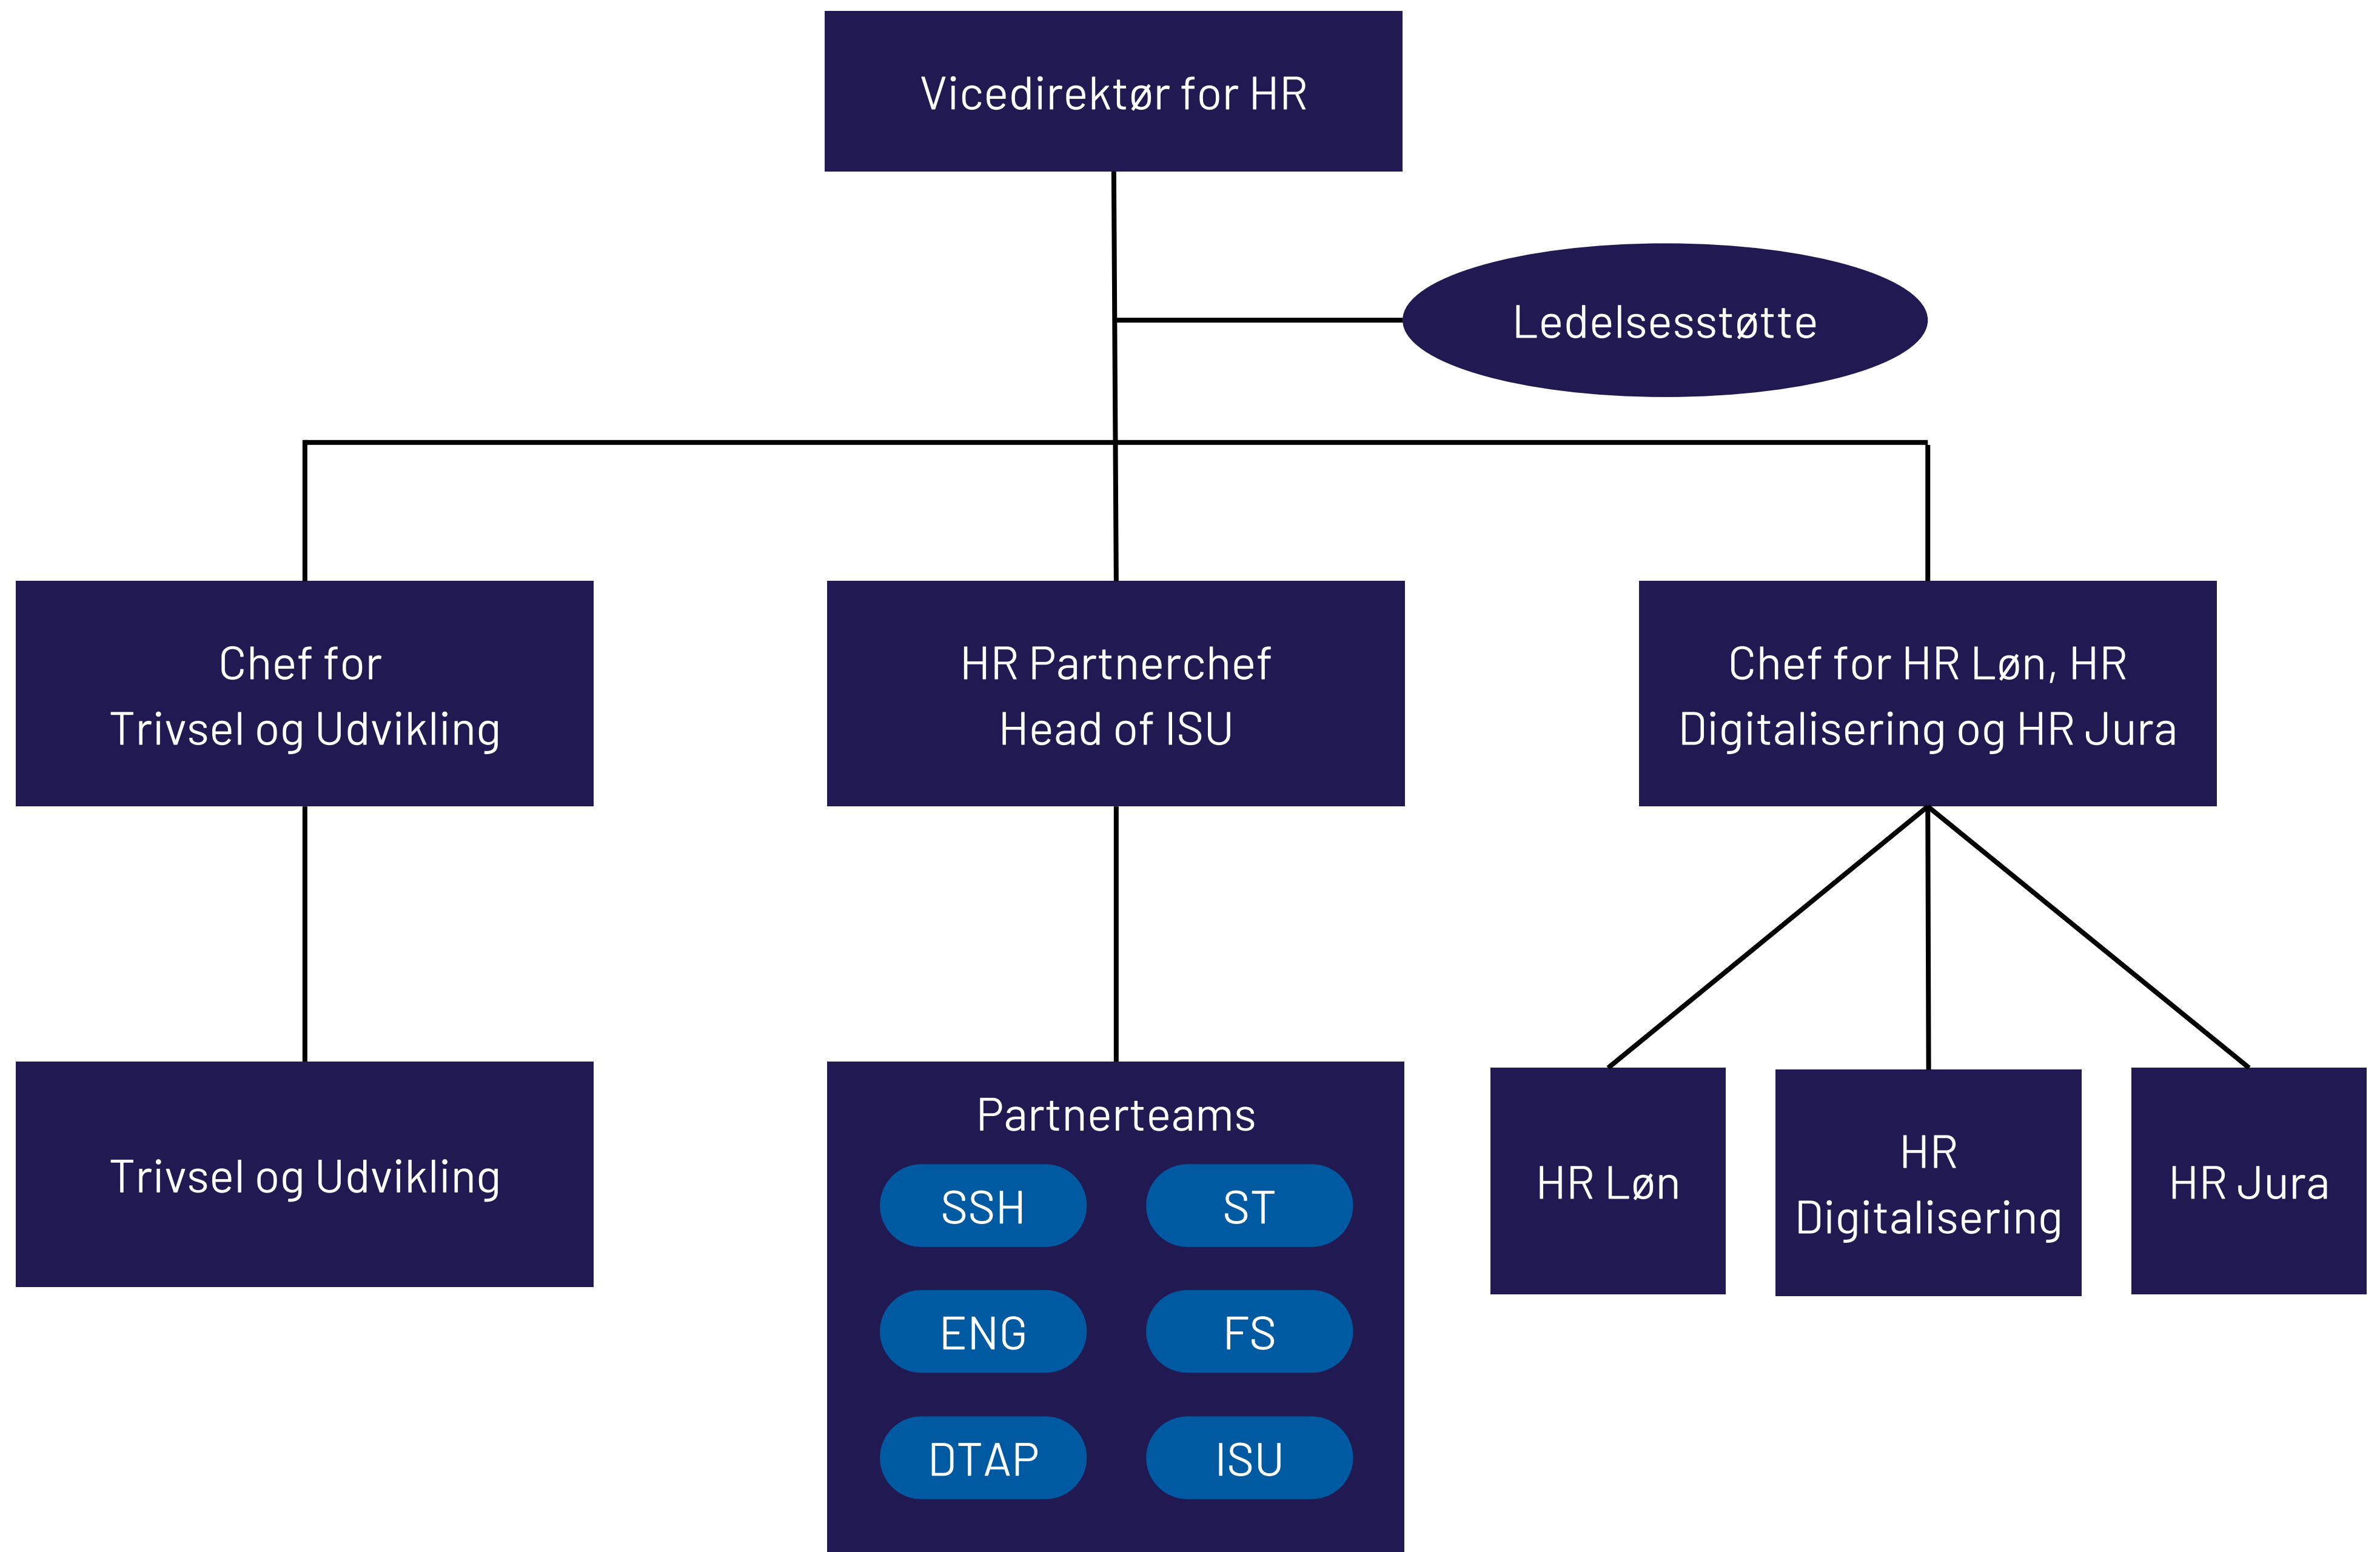 Vicedirektør for HR
Ledelsesstøtte
Chef for
Trivsel og Udvikling
HR Partnerchef
Head of ISU
Chef for HR Løn, HR
Digitalisering og HR Jura
Trivsel og Udvikling
Partnerteams
SSH
ST
ENG
FS
DTAP
ISU
HR Løn
HR
Digitalisering
HR Jura